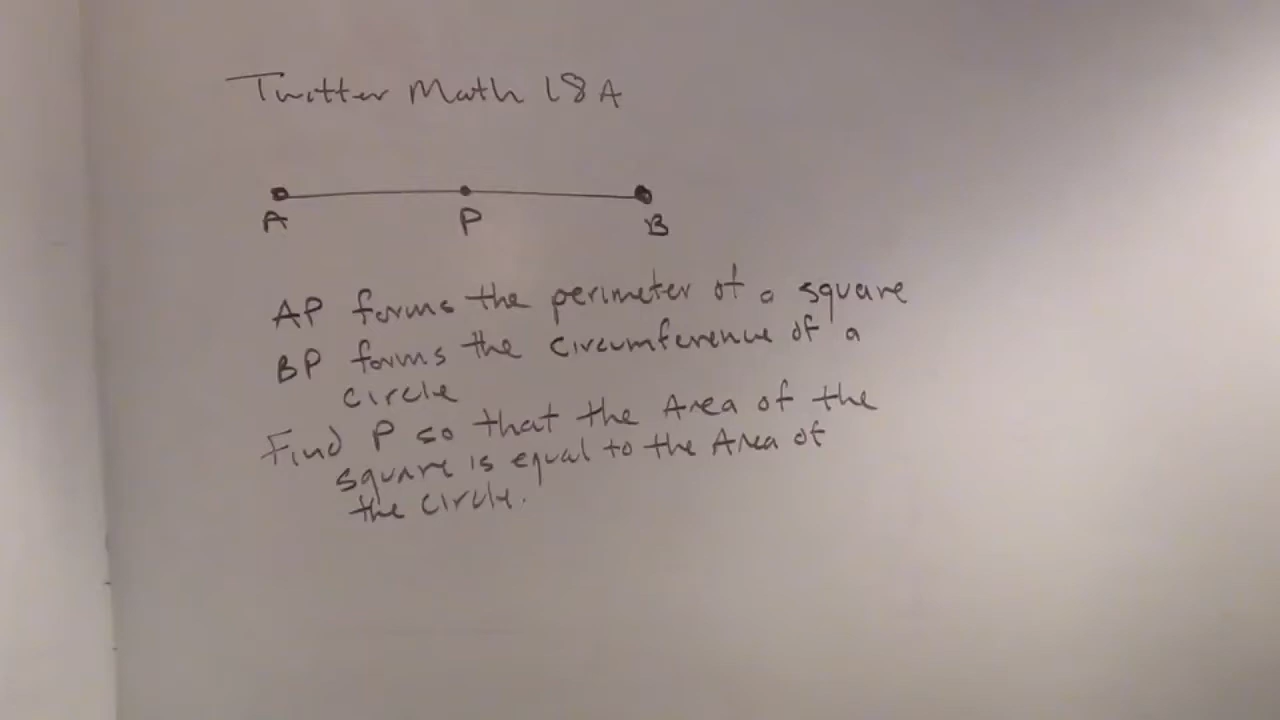 Twitter Math 18A
A P B
AP forms the perimeter of a square
BP forms the circumference of a
circle
Find P so that the Area of the
square is equal to the Area of
the circle.